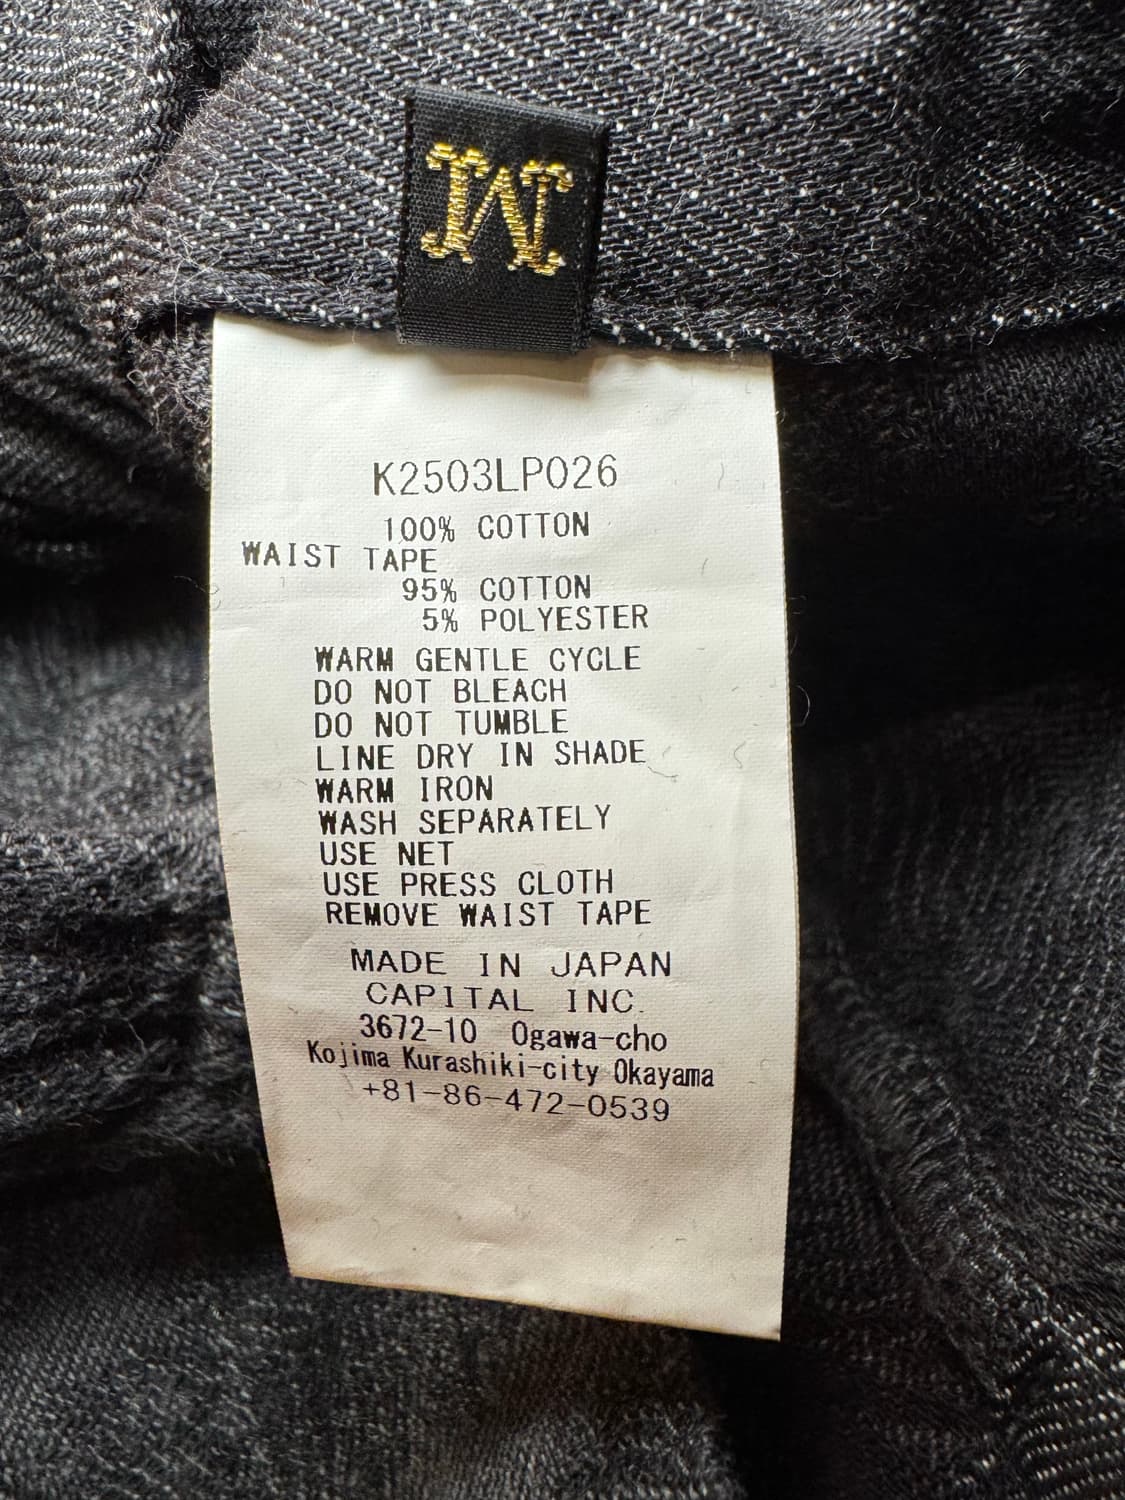 M
K2503LP026
100% COTTON
WAIST TAPE
95% COTTON
5% POLYESTER
WARM GENTLE CYCLE
DO NOT BLEACH
DO NOT TUMBLE
LINE DRY IN SHADE
WARM IRON
WASH SEPARATELY
USE NET
USE PRESS CLOTH
REMOVE WAIST TAPE
MADE IN JAPAN
CAPITAL INC.
3672-10 Ogawa-cho
Kojima Kurashiki-city Okayama
+81-86-472-0539